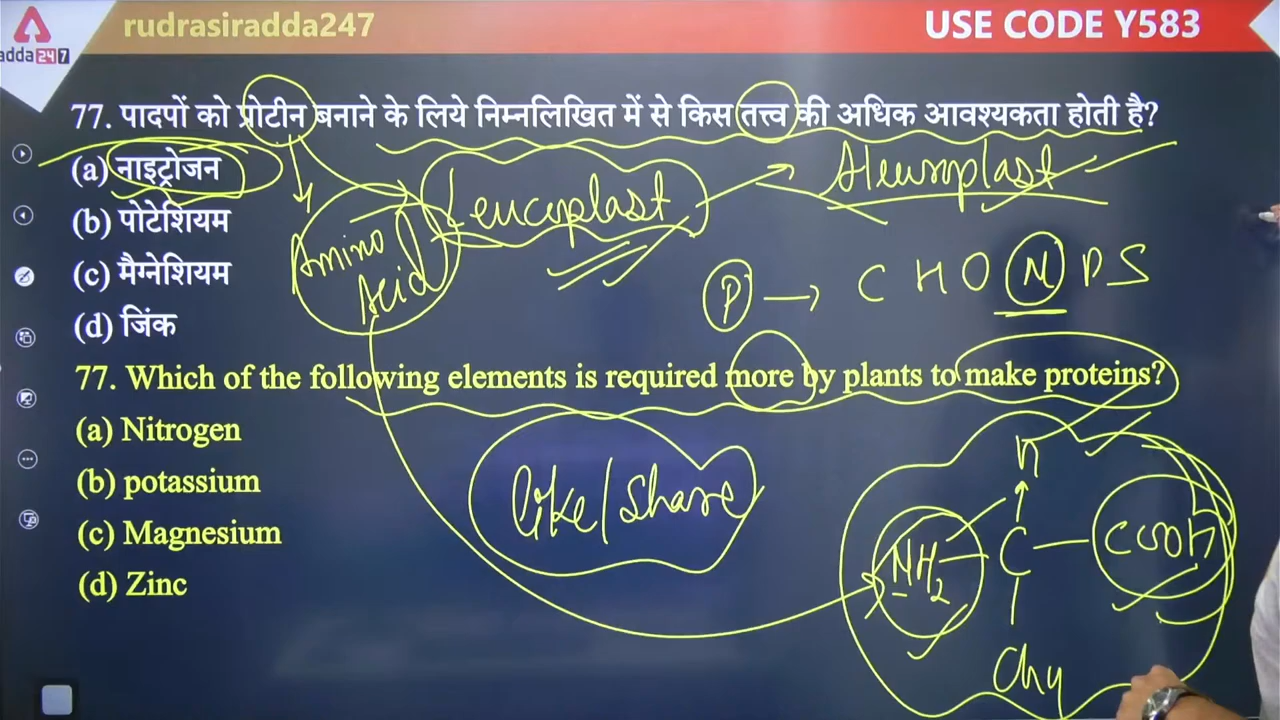 rudrasiradda247
USE CODE Y583
adda247
77. पादपों को प्रोटीन बनाने के लिये निम्नलिखित में से किस तत्त्व की अधिक आवश्यकता होती है?
(a) नाइट्रोजन
(b) पोटेशियम
(c) मैग्नेशियम
(d) जिंक
Amino
Acid
Leucoplast
Aleuroplast
P → C H O N P S
77. Which of the following elements is required more by plants to make proteins?
(a) Nitrogen
(b) potassium
(c) Magnesium
(d) Zinc
like/Share
h
NH2 – C – COOh